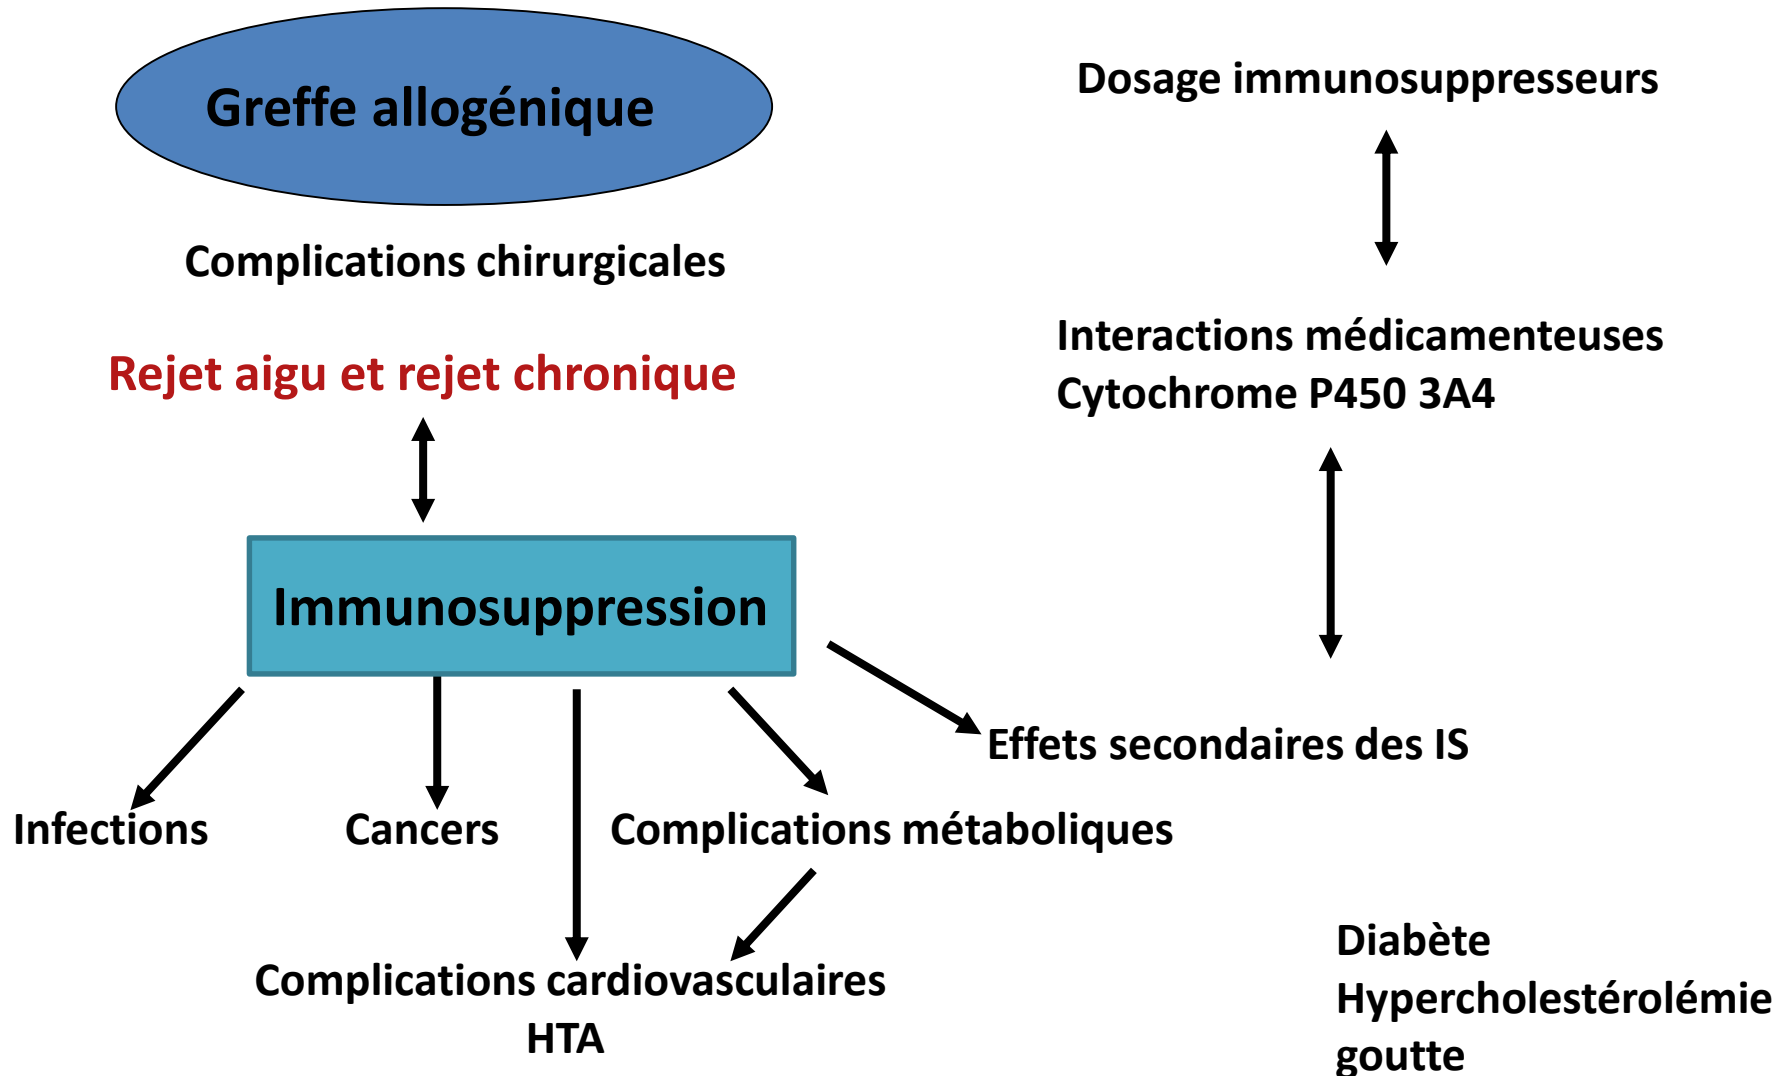 Greffe allogénique
Complications chirurgicales
Rejet aigu et rejet chronique
Immunosuppression
Infections
Cancers
Complications métaboliques
Complications cardiovasculaires
HTA
Dosage immunosuppresseurs
Interactions médicamenteuses
Cytochrome P450 3A4
Effets secondaires des IS
Diabète
Hypercholestérolémie
goutte